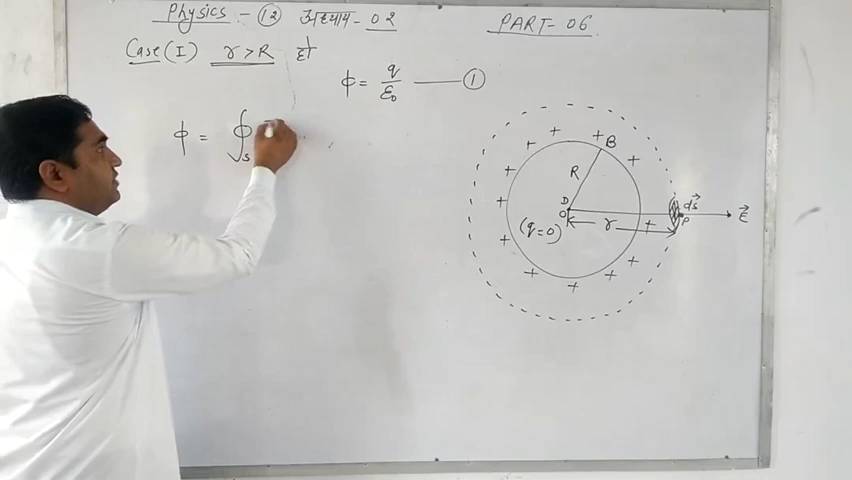 Physics - 12 अध्याय - 02
PART - 06
Case (I) r > R हो
ϕ = q/ε₀ —— ①
ϕ = ∮s
+ + + + + + + + + + + + +
B
R
D
O
(q=0)
r
ds⃗
P
E⃗